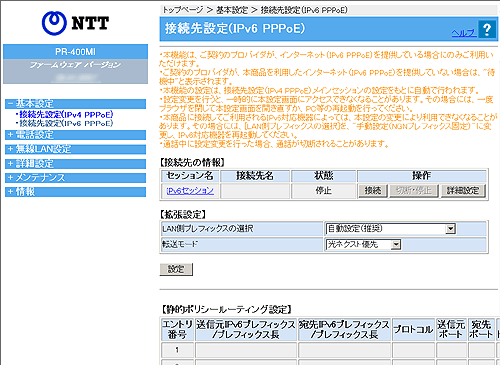 NTT
PR-400MI
ファームウェア バージョン
基本設定
接続先設定(IPv4 PPPoE)
接続先設定(IPv6 PPPoE)
電話設定
無線LAN設定
詳細設定
メンテナンス
情報
トップページ > 基本設定 > 接続先設定(IPv6 PPPoE)
接続先設定(IPv6 PPPoE)
ヘルプ ?
・本機能は、ご契約のプロバイダが、インターネット(IPv6 PPPoE)を提供している場合にのみご利用い
ただけます。
・ご契約のプロバイダが、本商品を利用したインターネット(IPv6 PPPoE)を提供していない場合は、"待
機中"と表示されます。
・本機能の設定は、接続先設定(IPv4 PPPoE)メインセッションの設定をもとに自動で行われます。
・設定変更を行うと、一時的に本設定画面にアクセスできなくなることがあります。その場合には、一度
ブラウザを閉じて本設定画面を開き直すか、PC等の再起動を行ってください。
・本商品に接続してご利用されるIPv6対応機器によっては、本設定の変更により利用できなくなることが
あります。その場合には、[LAN側プレフィックスの選択]を、"手動設定(NGNプレフィックス固定)"に変
更し、IPv6対応機器を再起動してください。
・通話中に設定変更を行った場合、通話が切断されることがあります。
【接続先の情報】
セッション名 接続先名 状態 操作
IPv6セッション 停止 接続 切断・停止 詳細設定
【拡張設定】
LAN側プレフィックスの選択 自動設定(推奨)
転送モード 光ネクスト優先
設定
【静的ポリシールーティング設定】
エントリ番号 送信元IPv6プレフィックス/プレフィックス長 宛先IPv6プレフィックス/プレフィックス長 プロトコル 送信元ポート 宛先ポート
1